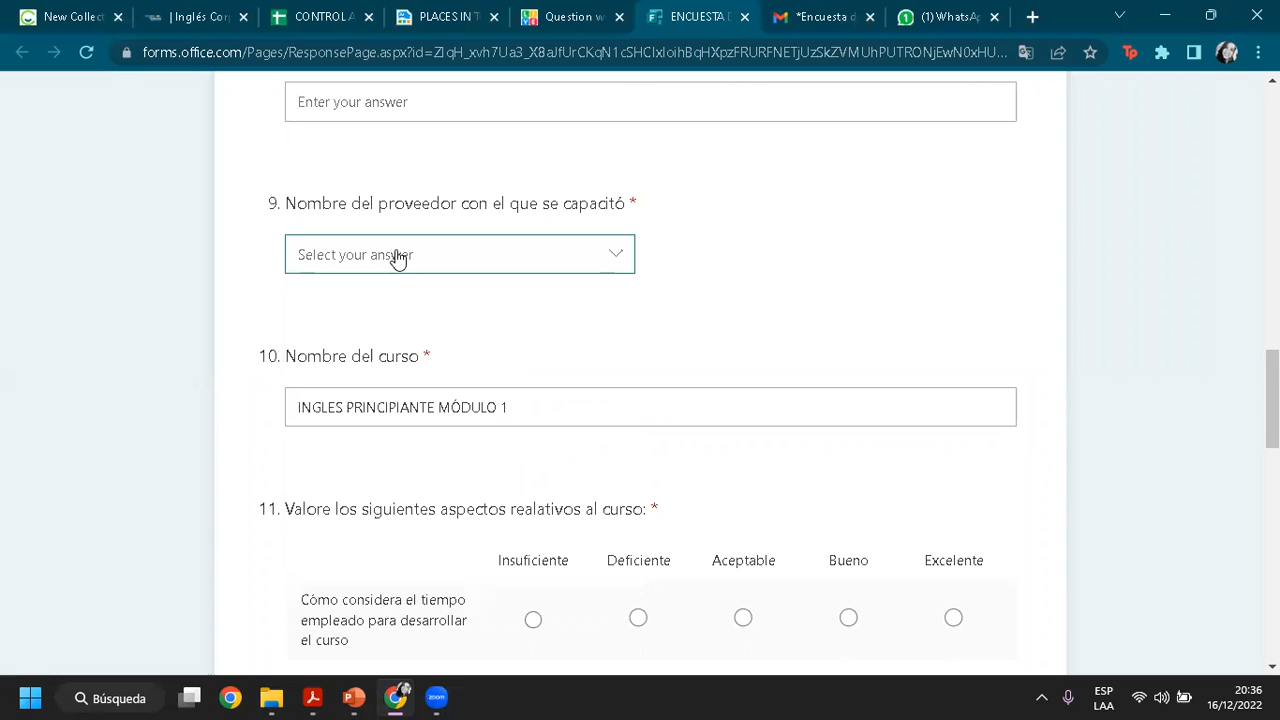 New Collect
Inglés Cor
CONTROL A
PLACES IN T
Question w
ENCUESTA D
*Encuesta d
(1) WhatsA
forms.office.com/Pages/ResponsePage.aspx?id=
Enter your answer
9. Nombre del proveedor con el que se capacitó *
Select your answer
10. Nombre del curso *
INGLES PRINCIPIANTE MÓDULO 1
11. Valore los siguientes aspectos realativos al curso: *
Insuficiente Deficiente Aceptable Bueno Excelente
Cómo considera el tiempo
empleado para desarrollar
el curso
Búsqueda
zoom
ESP
LAA
20:36
16/12/2022